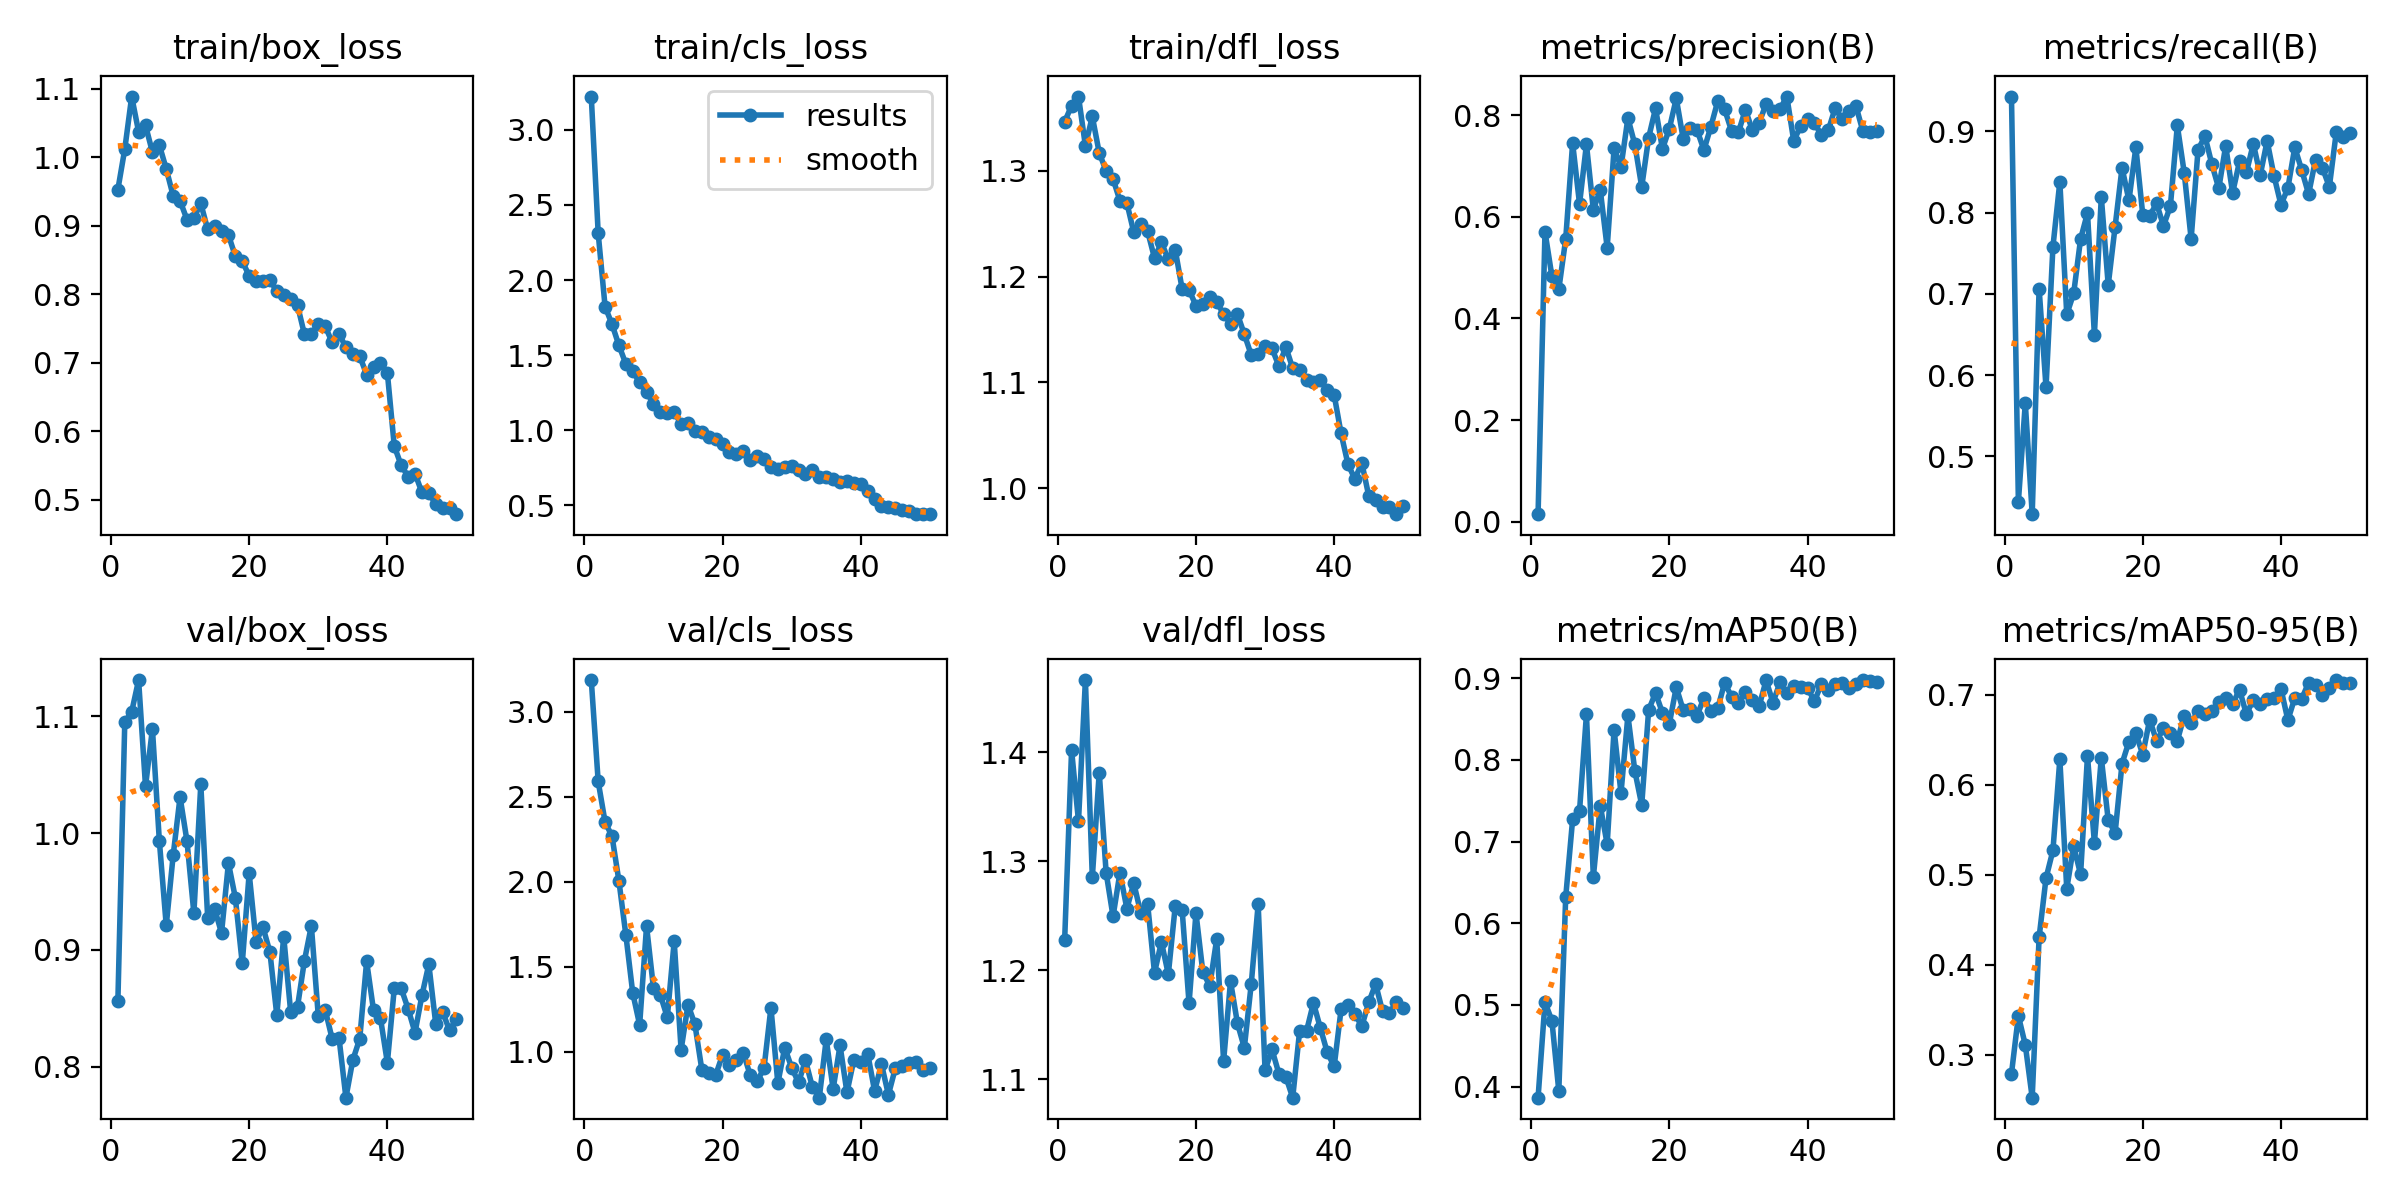 train/box_loss
1.1
1.0
0.9
0.8
0.7
0.6
0.5
0 20 40
train/cls_loss
results
smooth
3.0
2.5
2.0
1.5
1.0
0.5
0 20 40
train/dfl_loss
1.3
1.2
1.1
1.0
0 20 40
metrics/precision(B)
0.8
0.6
0.4
0.2
0.0
0 20 40
metrics/recall(B)
0.9
0.8
0.7
0.6
0.5
0 20 40
val/box_loss
1.1
1.0
0.9
0.8
0 20 40
val/cls_loss
3.0
2.5
2.0
1.5
1.0
0 20 40
val/dfl_loss
1.4
1.3
1.2
1.1
0 20 40
metrics/mAP50(B)
0.9
0.8
0.7
0.6
0.5
0.4
0 20 40
metrics/mAP50-95(B)
0.7
0.6
0.5
0.4
0.3
0 20 40